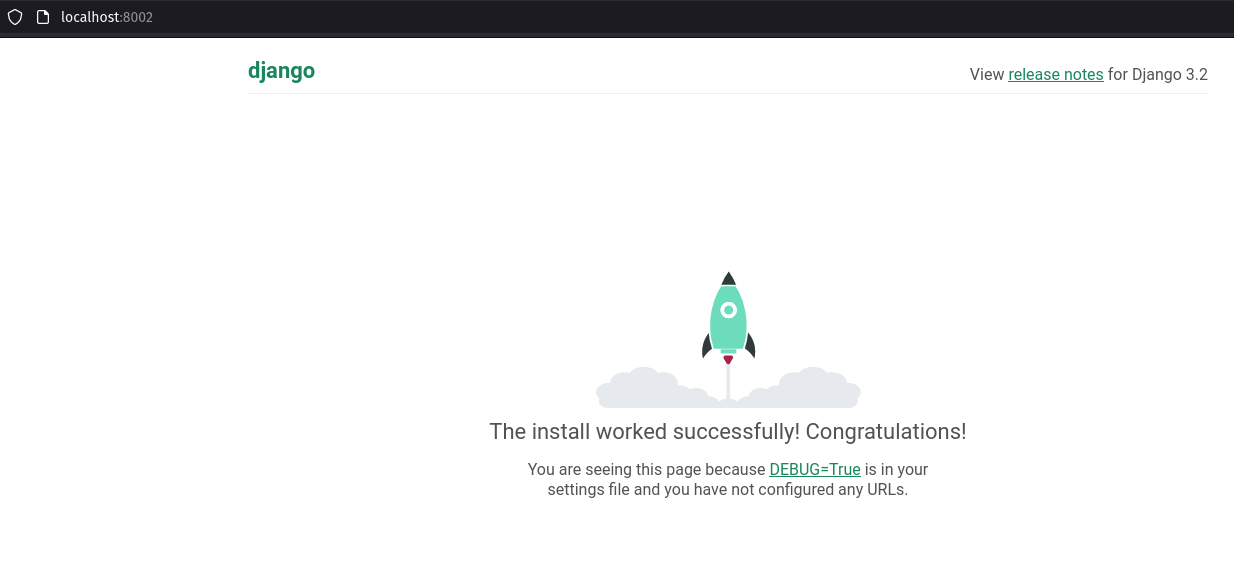 localhost:8002
django
View release notes for Django 3.2
The install worked successfully! Congratulations!
You are seeing this page because DEBUG=True is in your
settings file and you have not configured any URLs.